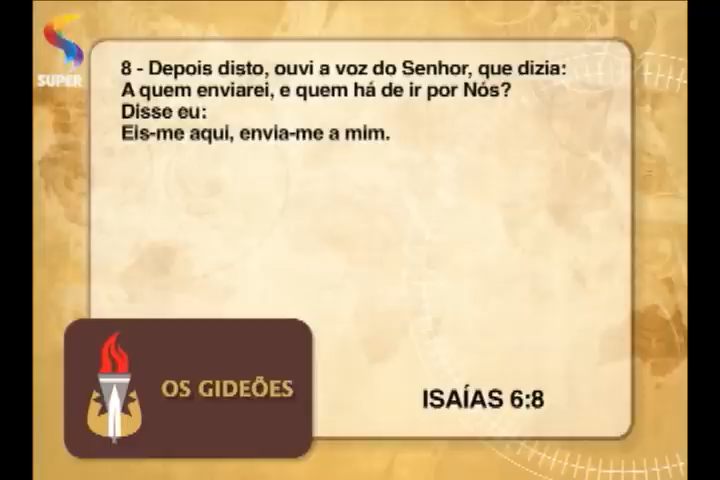 SUPER
8 - Depois disto, ouvi a voz do Senhor, que dizia:
A quem enviarei, e quem há de ir por Nós?
Disse eu:
Eis-me aqui, envia-me a mim.
OS GIDEÕES
ISAÍAS 6:8